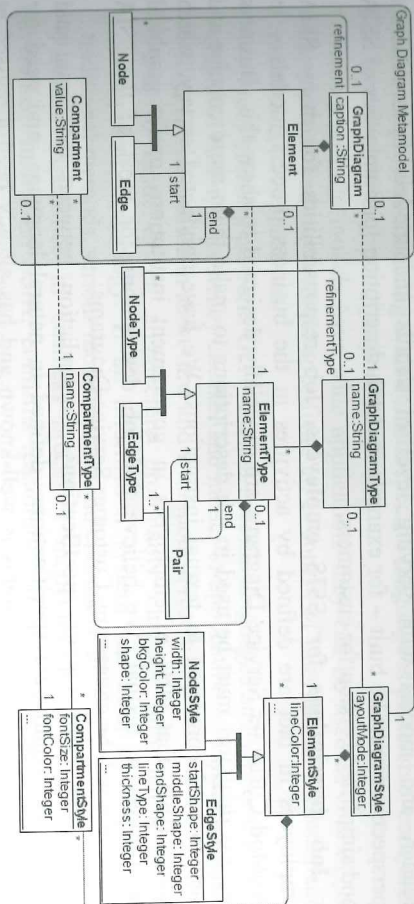 Graph Diagram Metamodel
GraphDiagram
caption :String
0..1
0..1
refinement
*
*
Element
0..1
*
1 start
1
end
Node
Edge
*
Compartment
value:String
*
0..1
GraphDiagramType
name:String
1
0..1
0..1
refinementType
*
*
ElementType
name:String
1
0..1
1
start
1
end
NodeType
EdgeType
1..*
Pair
CompartmentType
name:String
1
*
0..1
GraphDiagramStyle
layoutMode:Integer
1
*
*
ElementStyle
lineColor:Integer
...
1
*
NodeStyle
width: Integer
height: Integer
bkgColor: Integer
shape: Integer
...
EdgeStyle
startShape: Integer
middleShape: Integer
endShape: Integer
lineType: Integer
thickness: Integer
...
CompartmentStyle
fontSize: Integer
fontColor: Integer
...
1
*
*